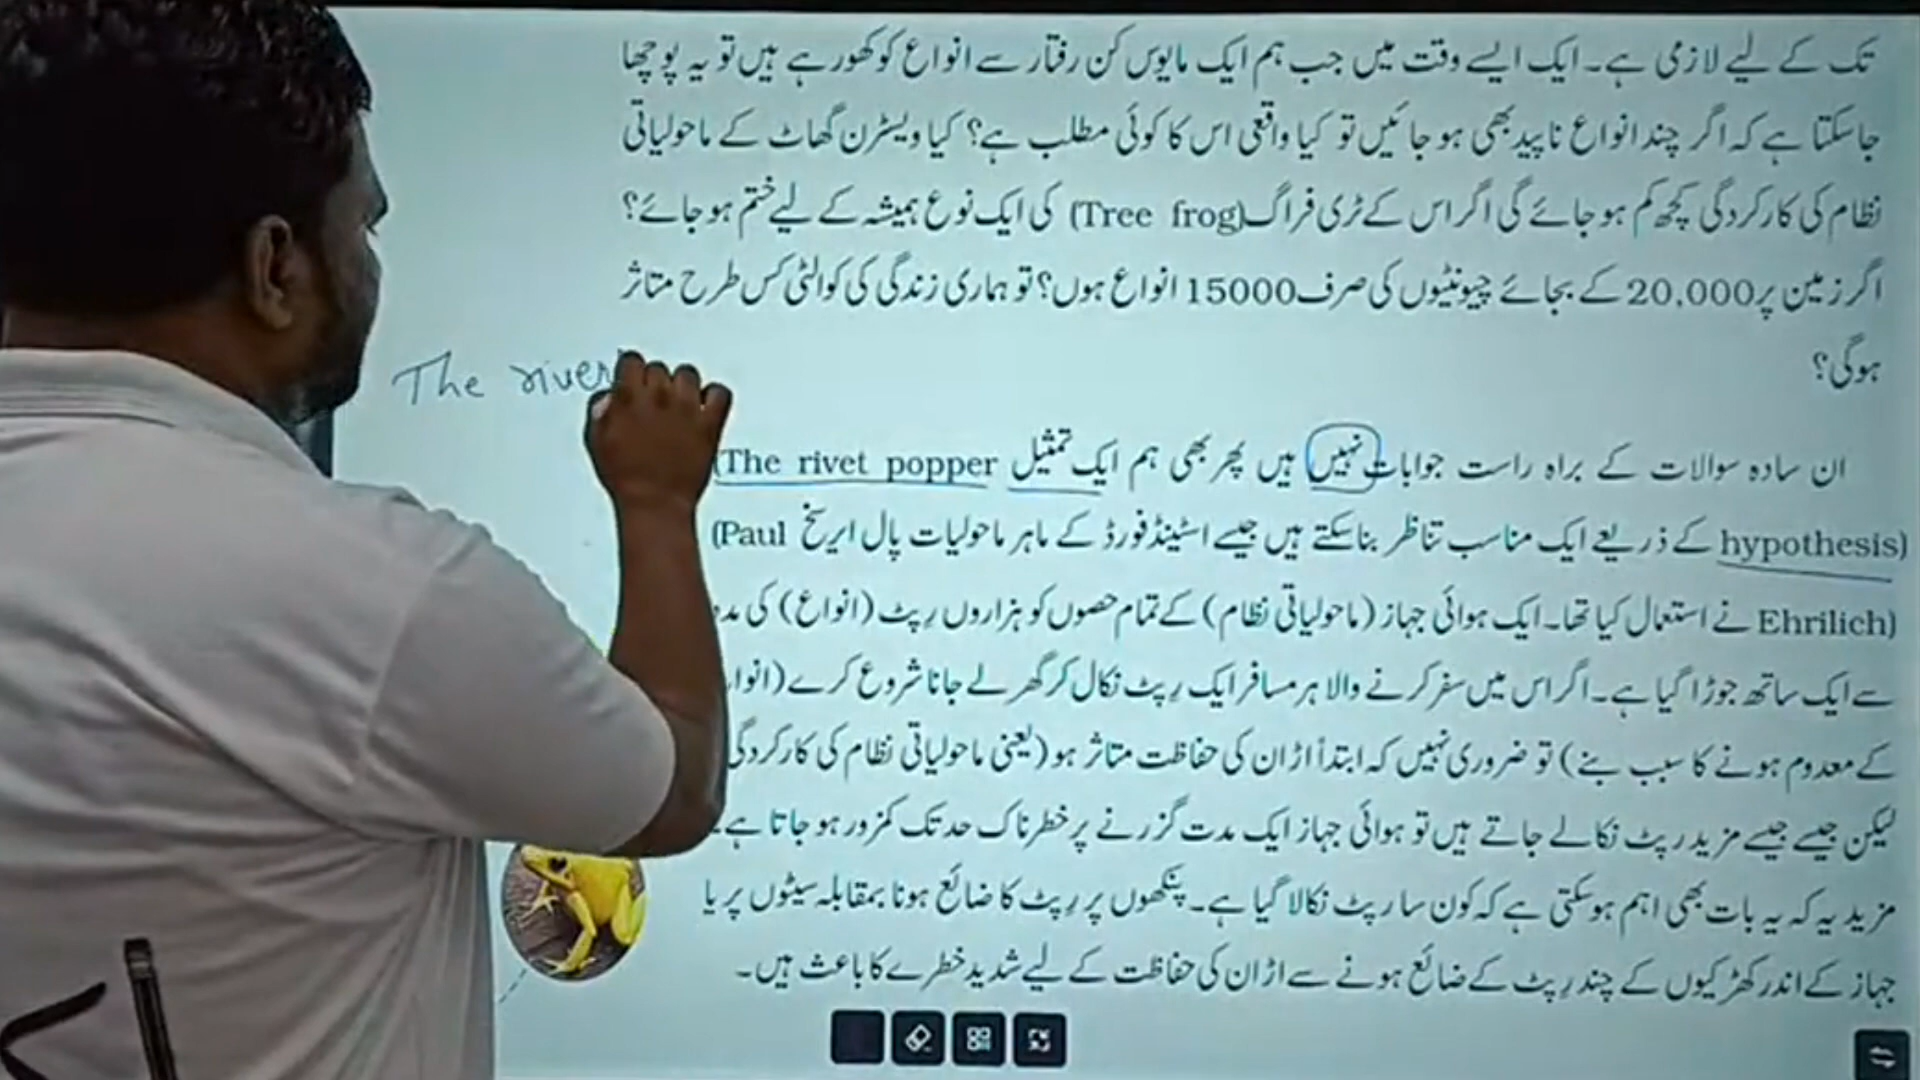 تک کے لیے لازمی ہے۔ ایک ایسے وقت میں جب ہم ایک مایوس کن رفتار سے انواع کو کھو رہے ہیں تو یہ پوچھا
جاسکتا ہے کہ اگر چند انواع ناپید بھی ہو جائیں تو کیا واقعی اس کا کوئی مطلب ہے؟ کیا ویسٹرن گھاٹ کے ماحولیاتی
نظام کی کارکردگی کچھ کم ہو جائے گی اگر اس کے ٹری فراگ (Tree frog) کی ایک نوع ہمیشہ کے لیے ختم ہو جائے؟
اگر زمین پر 20,000 کے بجائے چیونٹیوں کی صرف 15000 انواع ہوں؟ تو ہماری زندگی کی کوالٹی کس طرح متاثر
ہوگی؟
The river
ان سادہ سوالات کے براہ راست جوابات نہیں ہیں پھر بھی ہم ایک تمثیل (The rivet popper
hypothesis) کے ذریعے ایک مناسب تناظر بنا سکتے ہیں جیسے اسٹینڈفورڈ کے ماہر ماحولیات پال ایرخ (Paul
Ehrilich) نے استعمال کیا تھا۔ ایک ہوائی جہاز (ماحولیاتی نظام) کے تمام حصوں کو ہزاروں رِپٹ (انواع) کی مدد
سے ایک ساتھ جوڑا گیا ہے۔ اگر اس میں سفر کرنے والا ہر مسافر ایک رِپٹ نکال کر گھر لے جانا شروع کرے (انوا
کے معدوم ہونے کا سبب بنے) تو ضروری نہیں کہ ابتدأ اڑان کی حفاظت متاثر ہو (یعنی ماحولیاتی نظام کی کارکردگی
لیکن جیسے جیسے مزید رپٹ نکالے جاتے ہیں تو ہوائی جہاز ایک مدت گزرنے پر خطرناک حد تک کمزور ہو جاتا ہے۔
مزید یہ کہ یہ بات بھی اہم ہوسکتی ہے کہ کون سا رپٹ نکالا گیا ہے۔ پنکھوں پر رِپٹ کا ضائع ہونا بمقابلہ سیٹوں پر یا
جہاز کے اندر کھڑکیوں کے چند رِپٹ کے ضائع ہونے سے اڑان کی حفاظت کے لیے شدید خطرے کا باعث ہیں۔